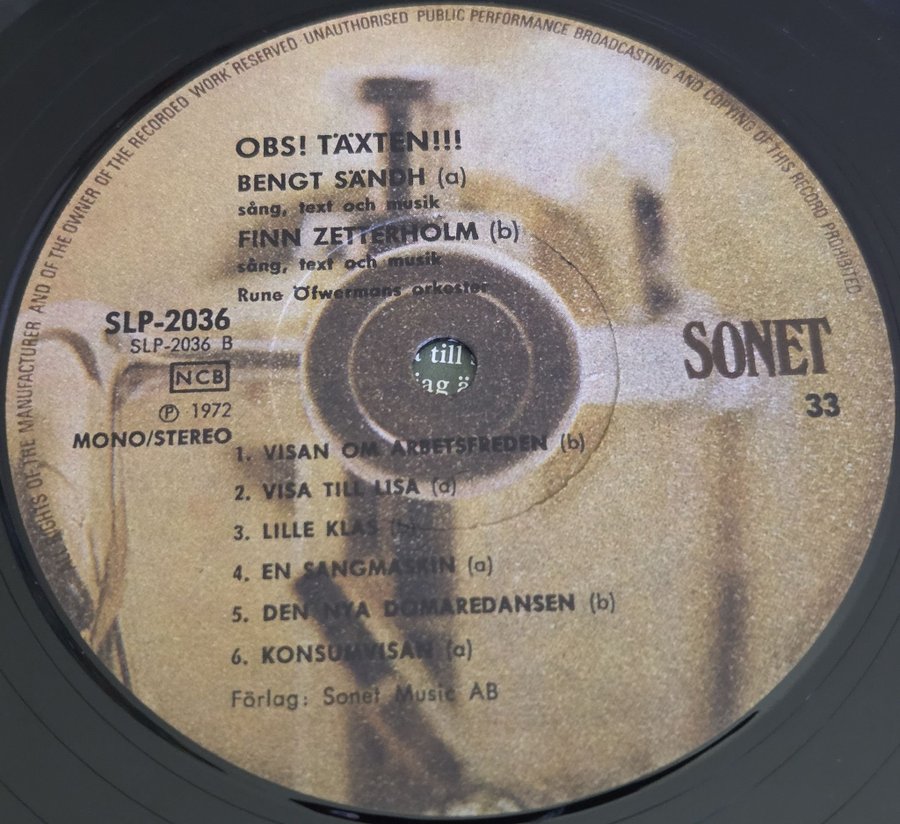 ALL RIGHTS OF THE MANUFACTURER AND OF THE OWNER OF THE RECORDED WORK RESERVED UNAUTHORISED PUBLIC PERFORMANCE BROADCASTING AND COPYING OF THIS RECORD PROHIBITED
OBS! TÄXTEN!!!
BENGT SÄNDH (a)
sång, text och musik
FINN ZETTERHOLM (b)
sång, text och musik
Rune Öfwermans orkester
SLP-2036
SLP-2036 B
NCB
℗ 1972
MONO/STEREO
SONET
33
till
1. VISAN OM ARBETSFREDEN (b)
2. VISA TILL LISA (a)
3. LILLE KLAS (b)
4. EN SANGMASKIN (a)
5. DEN NYA DOMAREDANSEN (b)
6. KONSUMVISAN (a)
Förlag: Sonet Music AB